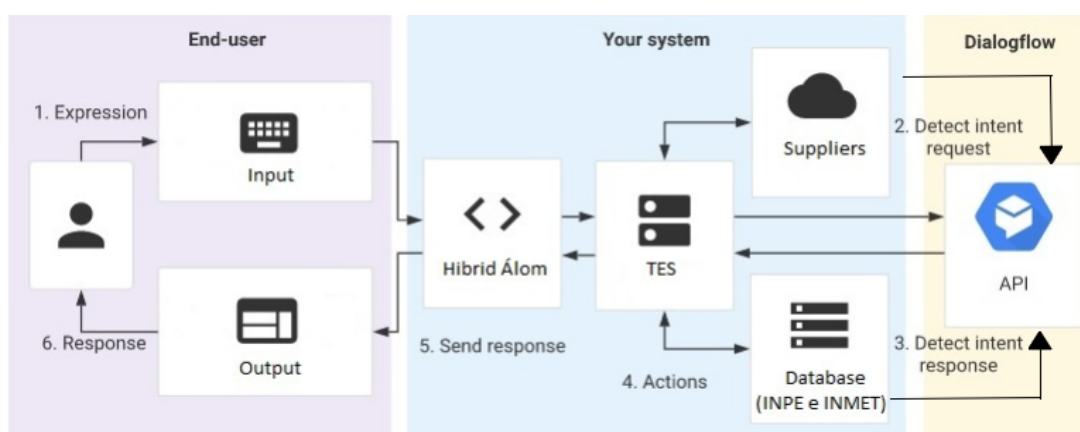 End-user
Your system
Dialogflow
1. Expression
Input
Suppliers
2. Detect intent
request
Hibrid Álom
TES
API
6. Response
Output
5. Send response
4. Actions
Database
(INPE e INMET)
3. Detect intent
response